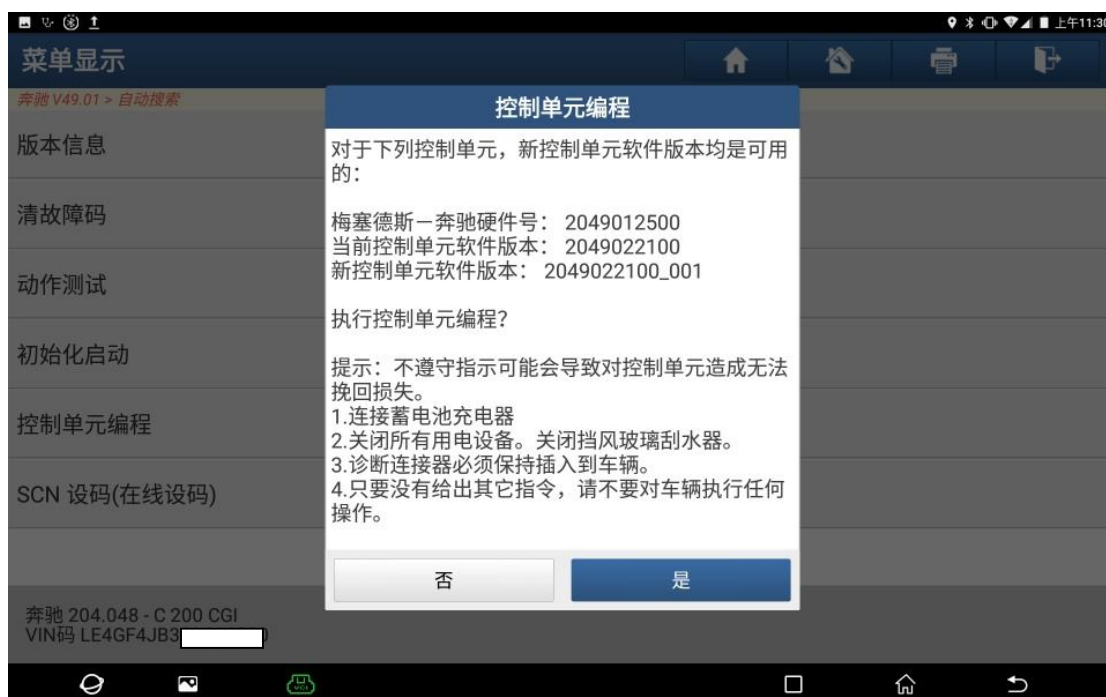 上午11:30
菜单显示
奔驰 V49.01 > 自动搜索
版本信息
清故障码
动作测试
初始化启动
控制单元编程
SCN 设码(在线设码)
控制单元编程
对于下列控制单元，新控制单元软件版本均是可用
的：
梅塞德斯－奔驰硬件号： 2049012500
当前控制单元软件版本： 2049022100
新控制单元软件版本： 2049022100_001
执行控制单元编程？
提示：不遵守指示可能会导致对控制单元造成无法
挽回损失。
1.连接蓄电池充电器
2.关闭所有用电设备。关闭挡风玻璃刮水器。
3.诊断连接器必须保持插入到车辆。
4.只要没有给出其它指令，请不要对车辆执行任何
操作。
否
是
奔驰 204.048 - C 200 CGI
VIN码 LE4GF4JB3
VCI